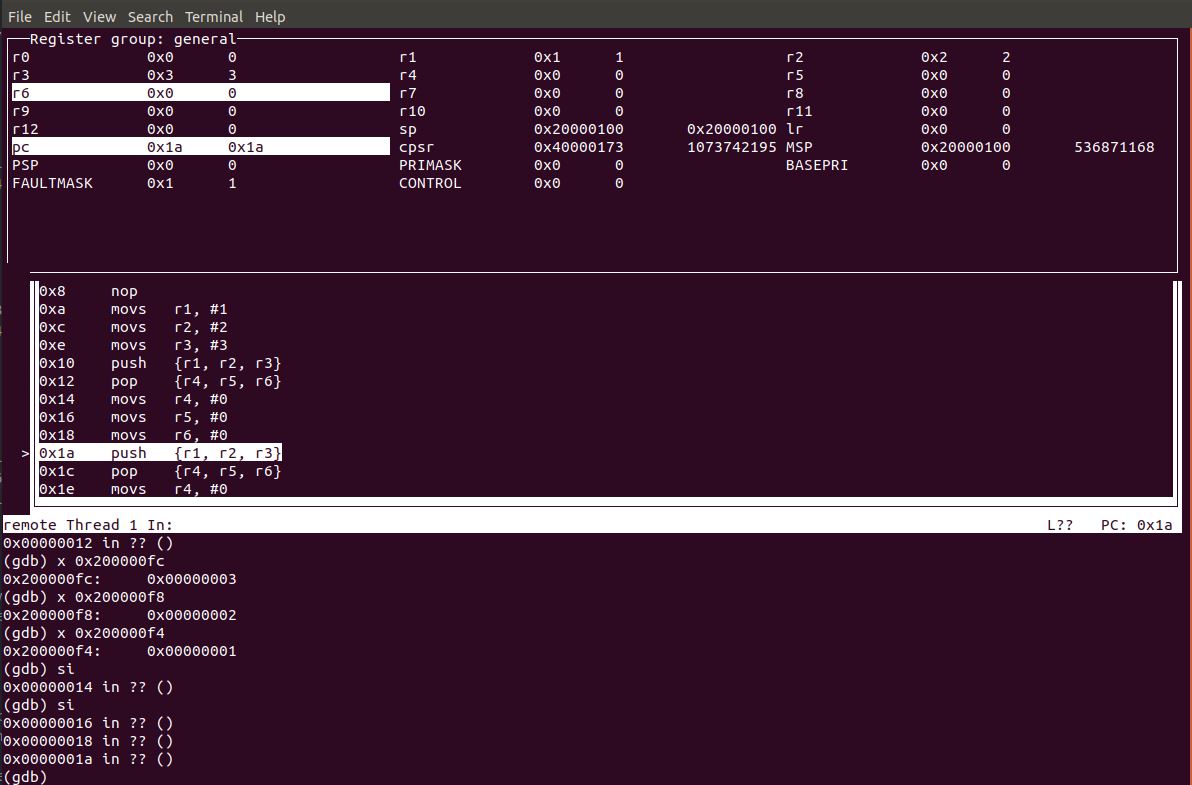 File Edit View Search Terminal Help
Register group: general
r0 0x0 0 r1 0x1 1 r2 0x2 2
r3 0x3 3 r4 0x0 0 r5 0x0 0
r6 0x0 0 r7 0x0 0 r8 0x0 0
r9 0x0 0 r10 0x0 0 r11 0x0 0
r12 0x0 0 sp 0x20000100 0x20000100 lr 0x0 0
pc 0x1a 0x1a cpsr 0x40000173 1073742195 MSP 0x20000100 536871168
PSP 0x0 0 PRIMASK 0x0 0 BASEPRI 0x0 0
FAULTMASK 0x1 1 CONTROL 0x0 0
0x8 nop
0xa movs r1, #1
0xc movs r2, #2
0xe movs r3, #3
0x10 push {r1, r2, r3}
0x12 pop {r4, r5, r6}
0x14 movs r4, #0
0x16 movs r5, #0
0x18 movs r6, #0
>0x1a push {r1, r2, r3}
0x1c pop {r4, r5, r6}
0x1e movs r4, #0
remote Thread 1 In: L?? PC: 0x1a
0x00000012 in ?? ()
(gdb) x 0x200000fc
0x200000fc: 0x00000003
(gdb) x 0x200000f8
0x200000f8: 0x00000002
(gdb) x 0x200000f4
0x200000f4: 0x00000001
(gdb) si
0x00000014 in ?? ()
(gdb) si
0x00000016 in ?? ()
0x00000018 in ?? ()
0x0000001a in ?? ()
(gdb)